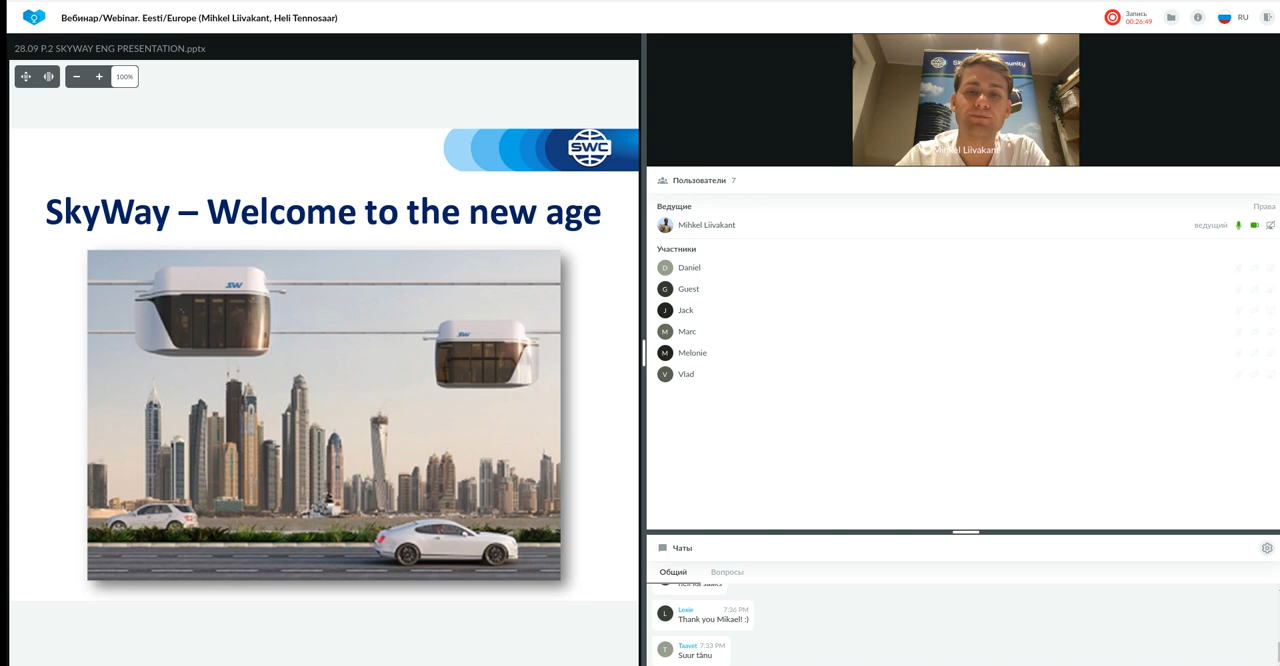 Вебинар/Webinar. Eesti/Europe (Mihkel Liivakant, Heli Tennosaar)
Запись
00:26:49
RU
28.09 P.2 SKYWAY ENG PRESENTATION.pptx
100%
SWC
SkyWay – Welcome to the new age
SW
SW
Mihkel Liivakant
Пользователи 7
Ведущие
Права
Mihkel Liivakant
ведущий
Участники
D Daniel
G Guest
J Jack
M Marc
M Melonie
V Vlad
Чаты
Общий
Вопросы
L Lexie 7:36 PM
Thank you Mikael! :)
T Taavet 7:33 PM
Suur tänu